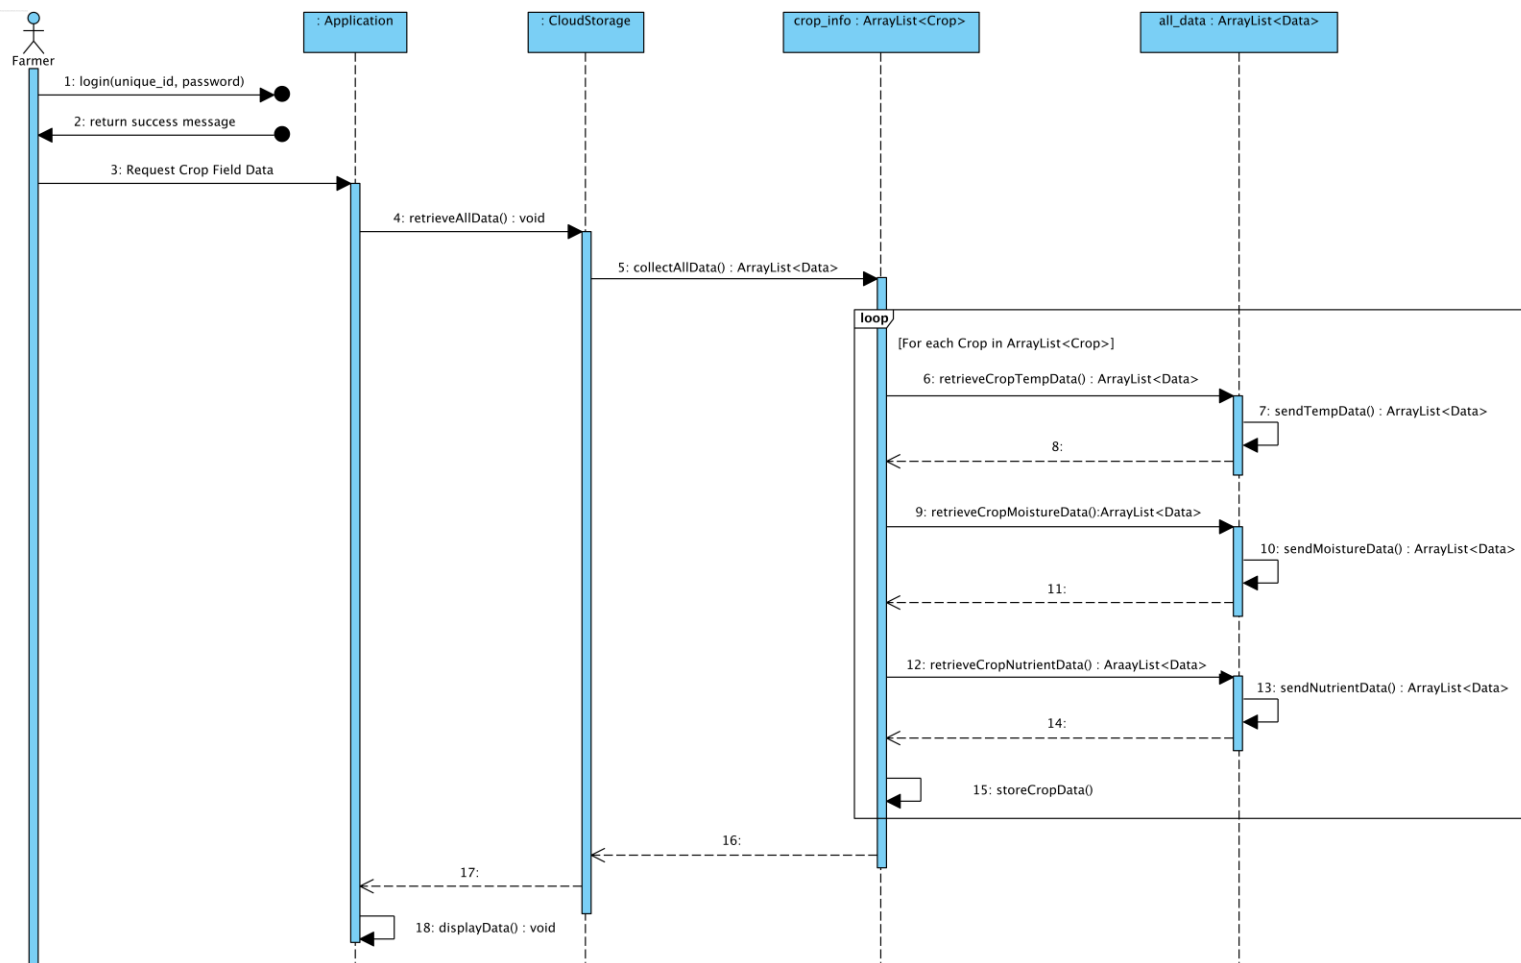 : Application
: CloudStorage
crop_info : ArrayList<Crop>
all_data : ArrayList<Data>
Farmer
1: login(unique_id, password)
2: return success message
3: Request Crop Field Data
4: retrieveAllData() : void
5: collectAllData() : ArrayList<Data>
loop
[For each Crop in ArrayList<Crop>]
6: retrieveCropTempData() : ArrayList<Data>
7: sendTempData() : ArrayList<Data>
8:
9: retrieveCropMoistureData():ArrayList<Data>
10: sendMoistureData() : ArrayList<Data>
11:
12: retrieveCropNutrientData() : AraayList<Data>
13: sendNutrientData() : ArrayList<Data>
14:
15: storeCropData()
16:
17:
18: displayData() : void